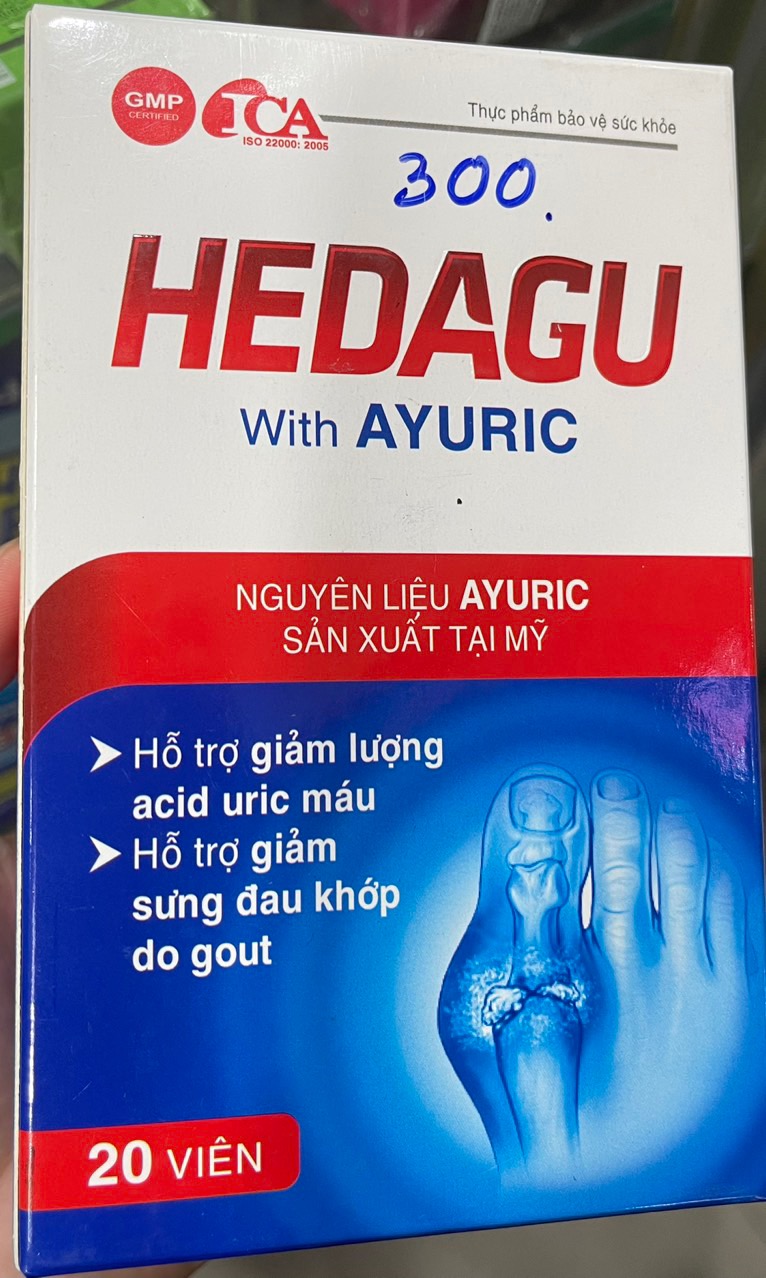 GMP
CERTIFIED
ICA
ISO 22000: 2005
Thực phẩm bảo vệ sức khỏe
300.
HEDAGU
With AYURIC
NGUYÊN LIỆU AYURIC
SẢN XUẤT TẠI MỸ
Hỗ trợ giảm lượng
acid uric máu
Hỗ trợ giảm
sưng đau khớp
do gout
20 VIÊN